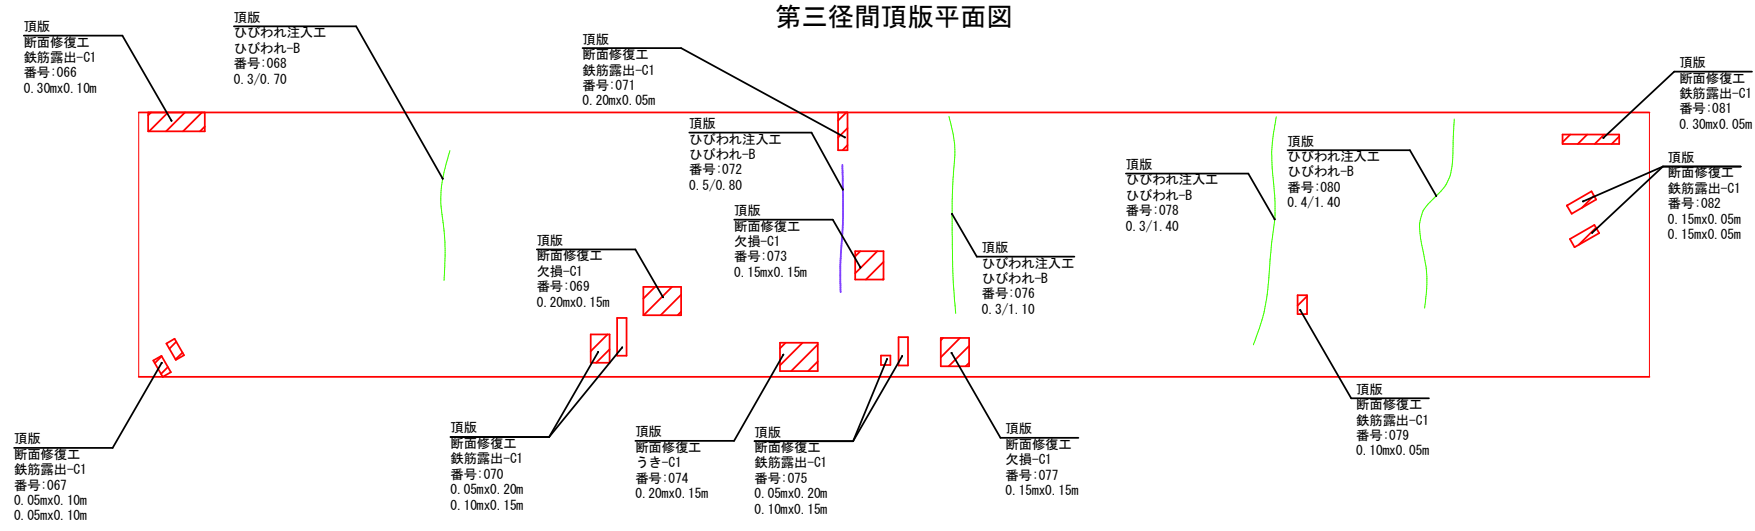 第三径間頂版平面図
頂版
断面修復工
鉄筋露出-C1
番号:066
0.30mx0.10m
頂版
ひびわれ注入工
ひびわれ-B
番号:068
0.3/0.70
頂版
断面修復工
鉄筋露出-C1
番号:071
0.20mx0.05m
頂版
断面修復工
鉄筋露出-C1
番号:081
0.30mx0.05m
頂版
ひびわれ注入工
ひびわれ-B
番号:072
0.5/0.80
頂版
ひびわれ注入工
ひびわれ-B
番号:078
0.3/1.40
頂版
ひびわれ注入工
ひびわれ-B
番号:080
0.4/1.40
頂版
断面修復工
鉄筋露出-C1
番号:082
0.15mx0.05m
0.15mx0.05m
頂版
断面修復工
欠損-C1
番号:069
0.20mx0.15m
頂版
断面修復工
欠損-C1
番号:073
0.15mx0.15m
頂版
ひびわれ注入工
ひびわれ-B
番号:076
0.3/1.10
頂版
断面修復工
鉄筋露出-C1
番号:067
0.05mx0.10m
0.05mx0.10m
頂版
断面修復工
鉄筋露出-C1
番号:070
0.05mx0.20m
0.10mx0.15m
頂版
断面修復工
うき-C1
番号:074
0.20mx0.15m
頂版
断面修復工
鉄筋露出-C1
番号:075
0.05mx0.20m
0.10mx0.15m
頂版
断面修復工
欠損-C1
番号:077
0.15mx0.15m
頂版
断面修復工
鉄筋露出-C1
番号:079
0.10mx0.05m